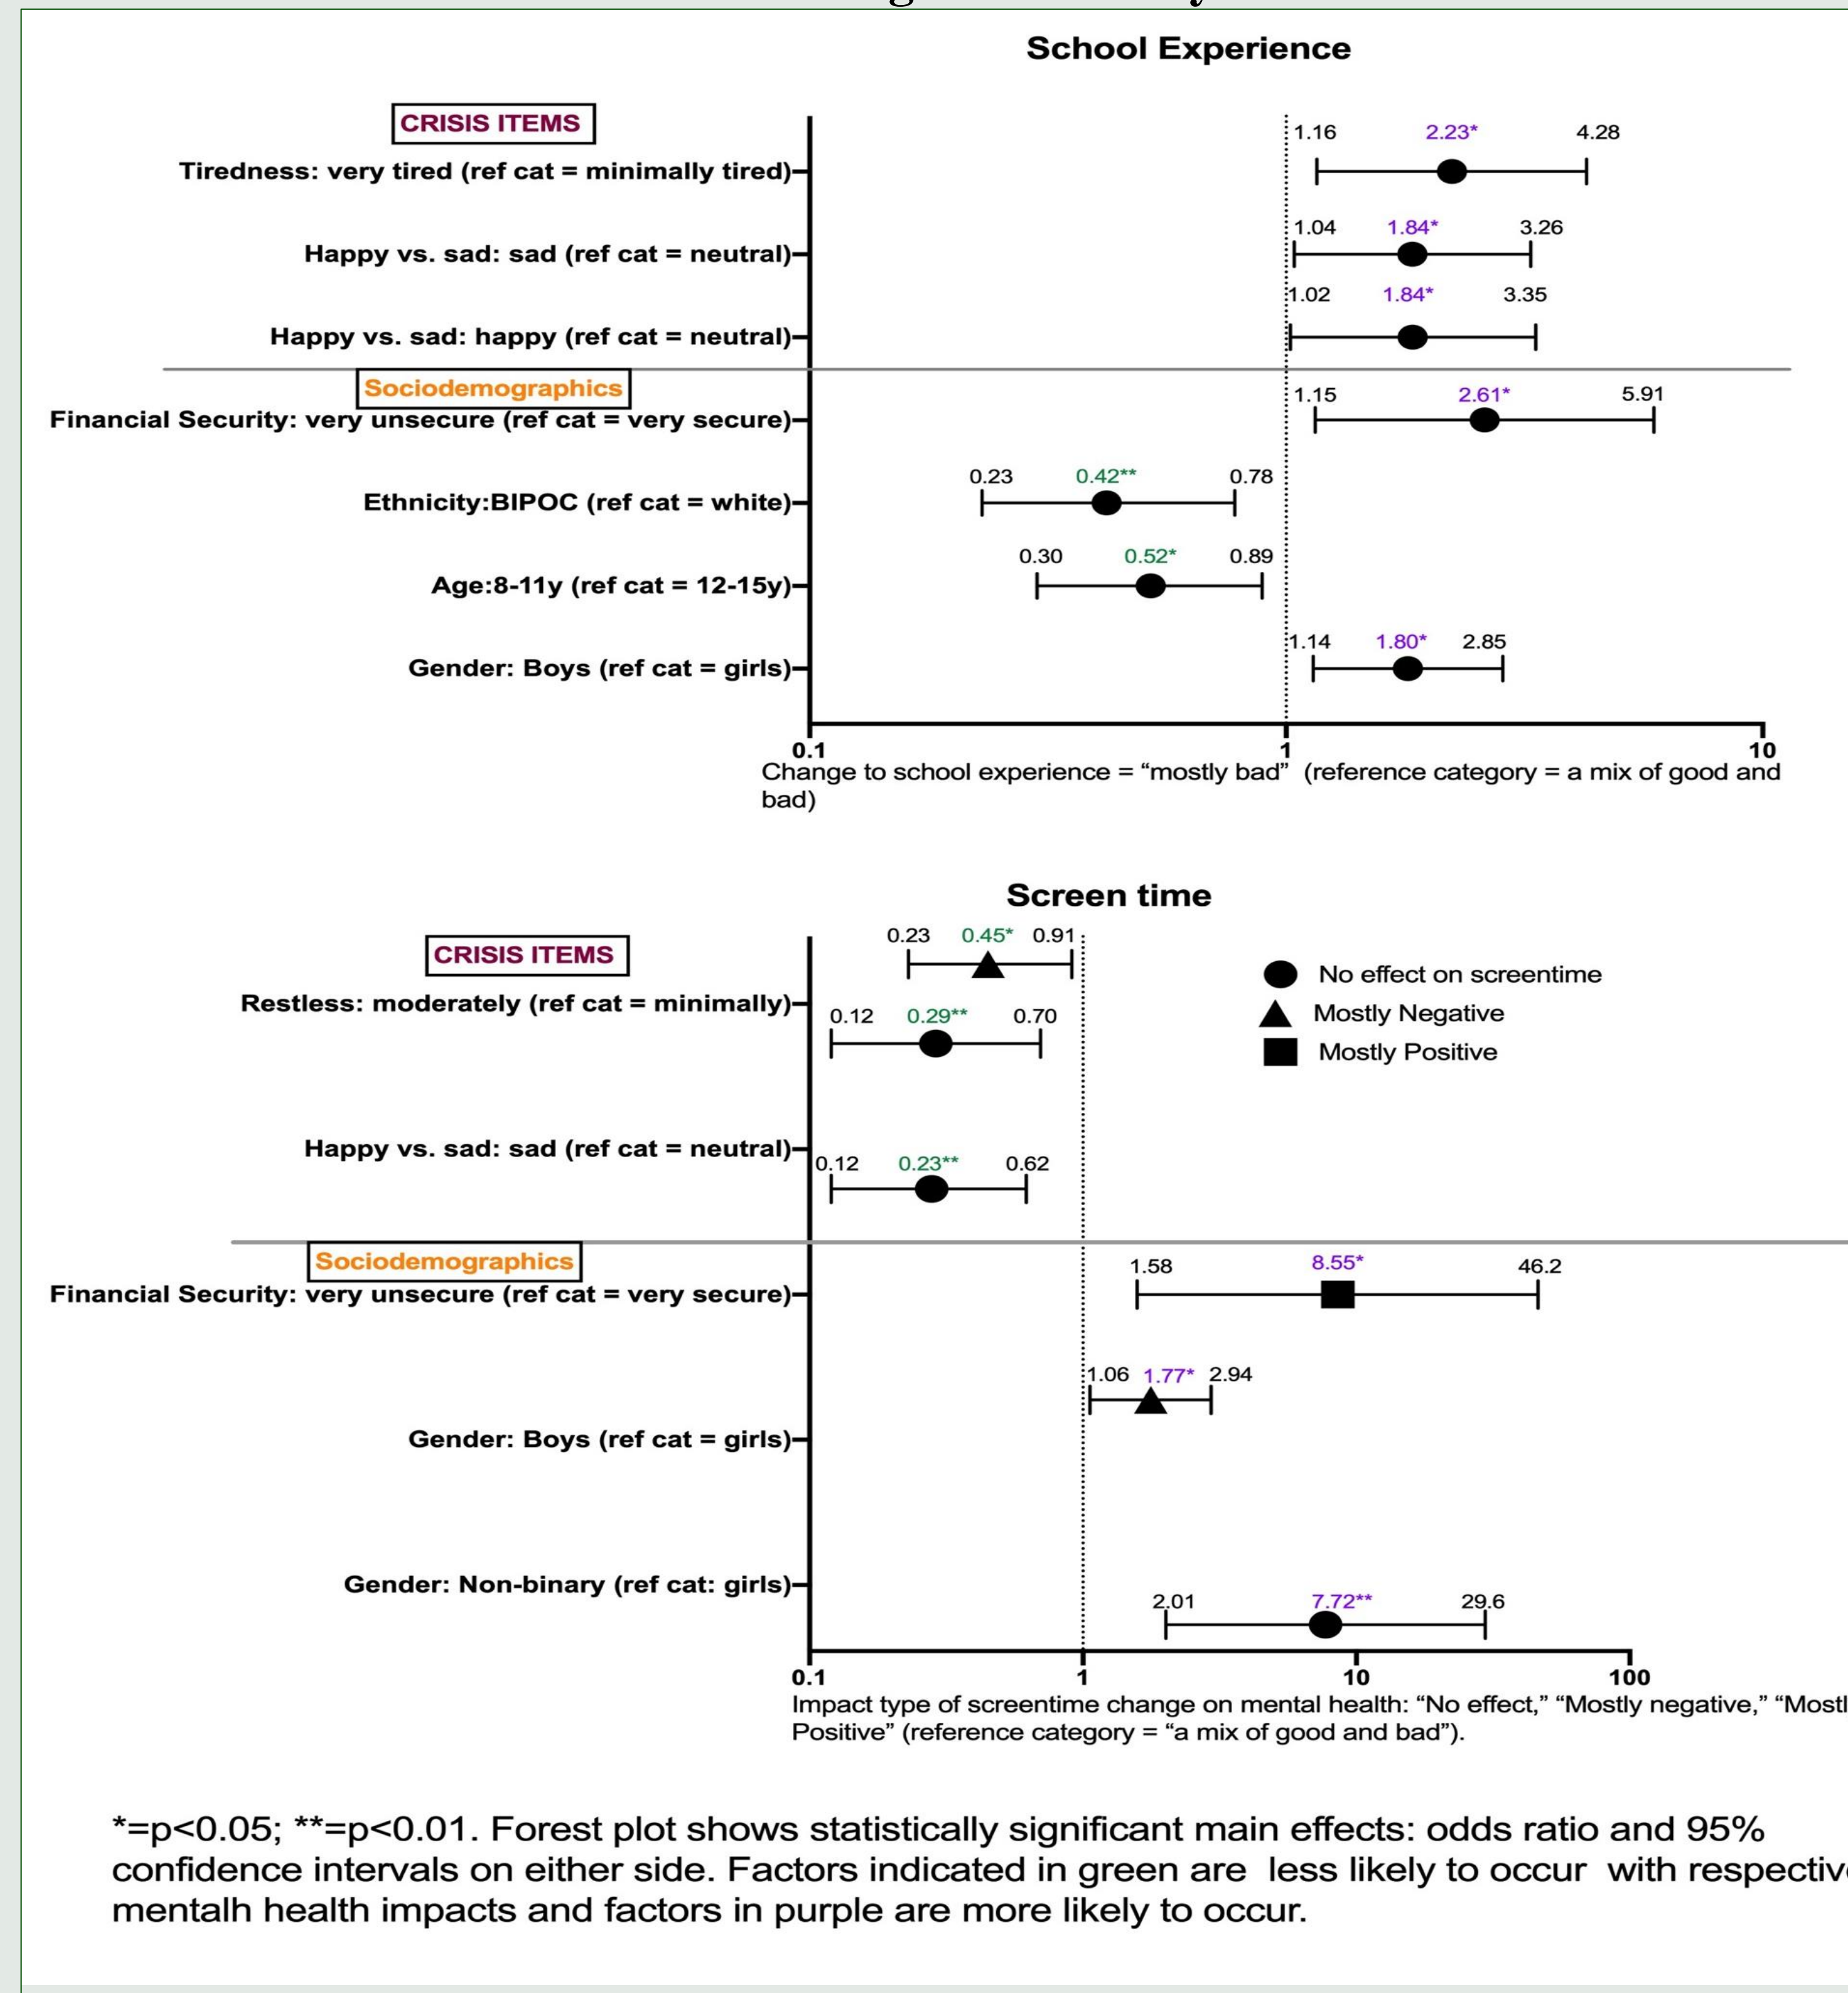 School Experience
CRISIS ITEMS
1.16 2.23* 4.28
Tiredness: very tired (ref cat = minimally tired)
1.04 1.84* 3.26
Happy vs. sad: sad (ref cat = neutral)
1.02 1.84* 3.35
Happy vs. sad: happy (ref cat = neutral)
Sociodemographics
1.15 2.61* 5.91
Financial Security: very unsecure (ref cat = very secure)
0.23 0.42** 0.78
Ethnicity:BIPOC (ref cat = white)
0.30 0.52* 0.89
Age:8-11y (ref cat = 12-15y)
1.14 1.80* 2.85
Gender: Boys (ref cat = girls)
0.1 1 10
Change to school experience = “mostly bad” (reference category = a mix of good and
bad)
Screen time
0.23 0.45* 0.91
CRISIS ITEMS
No effect on screentime
Restless: moderately (ref cat = minimally)
Mostly Negative
0.12 0.29** 0.70
Mostly Positive
Happy vs. sad: sad (ref cat = neutral)
0.12 0.23** 0.62
Sociodemographics
1.58 8.55* 46.2
Financial Security: very unsecure (ref cat = very secure)
1.06 1.77* 2.94
Gender: Boys (ref cat = girls)
Gender: Non-binary (ref cat: girls)
2.01 7.72** 29.6
0.1 1 10 100
Impact type of screentime change on mental health: “No effect,” “Mostly negative,” “Mostl
Positive” (reference category = “a mix of good and bad”).
*=p<0.05; **=p<0.01. Forest plot shows statistically significant main effects: odds ratio and 95%
confidence intervals on either side. Factors indicated in green are less likely to occur with respective
mentalh health impacts and factors in purple are more likely to occur.